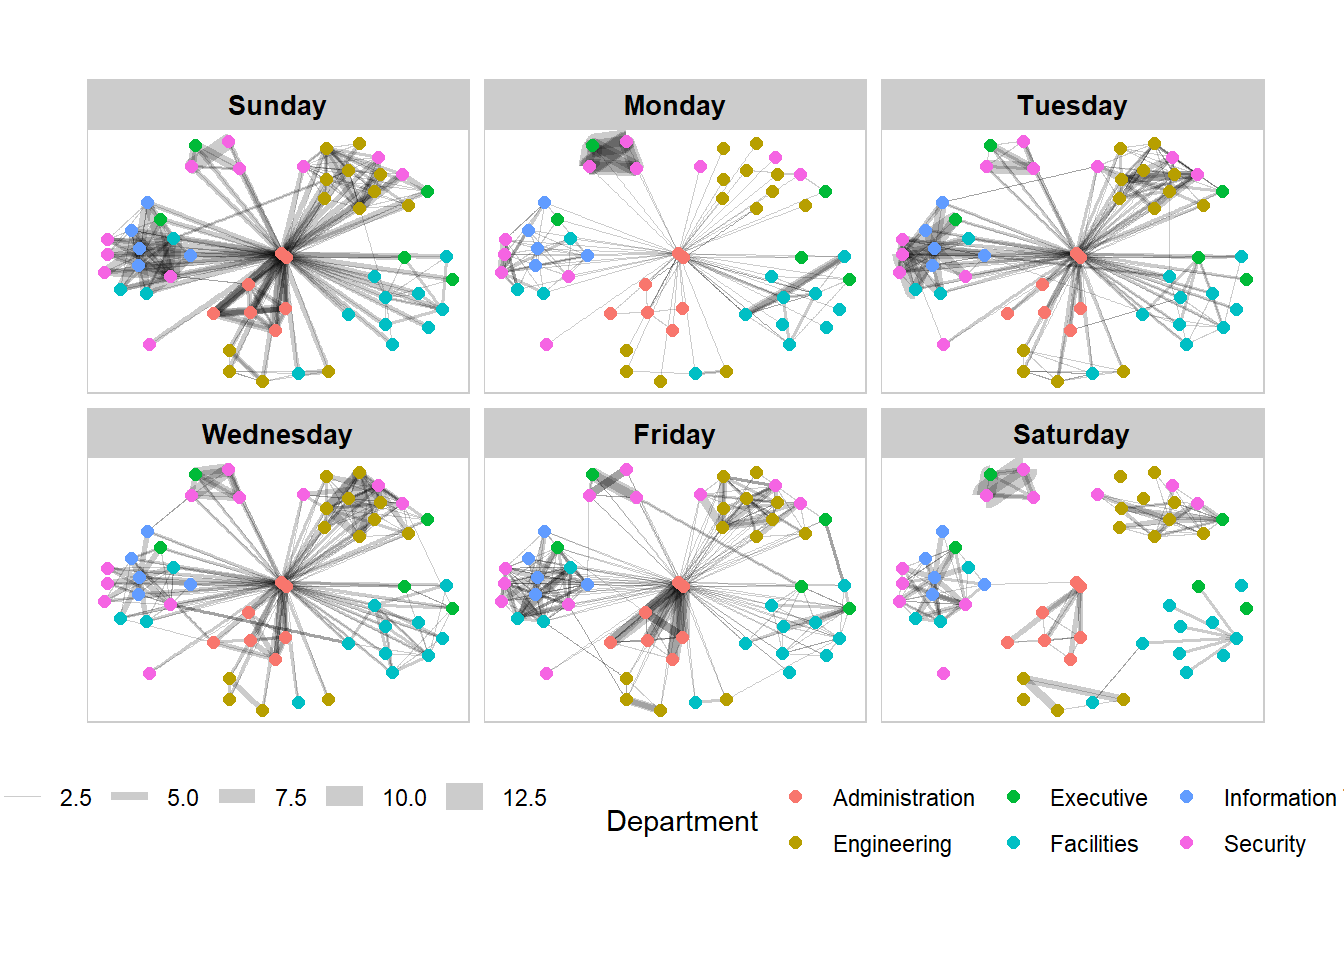 Sunday
Monday
Tuesday
Wednesday
Friday
Saturday
2.5 5.0 7.5 10.0 12.5
Department
Administration Executive Information
Engineering Facilities Security